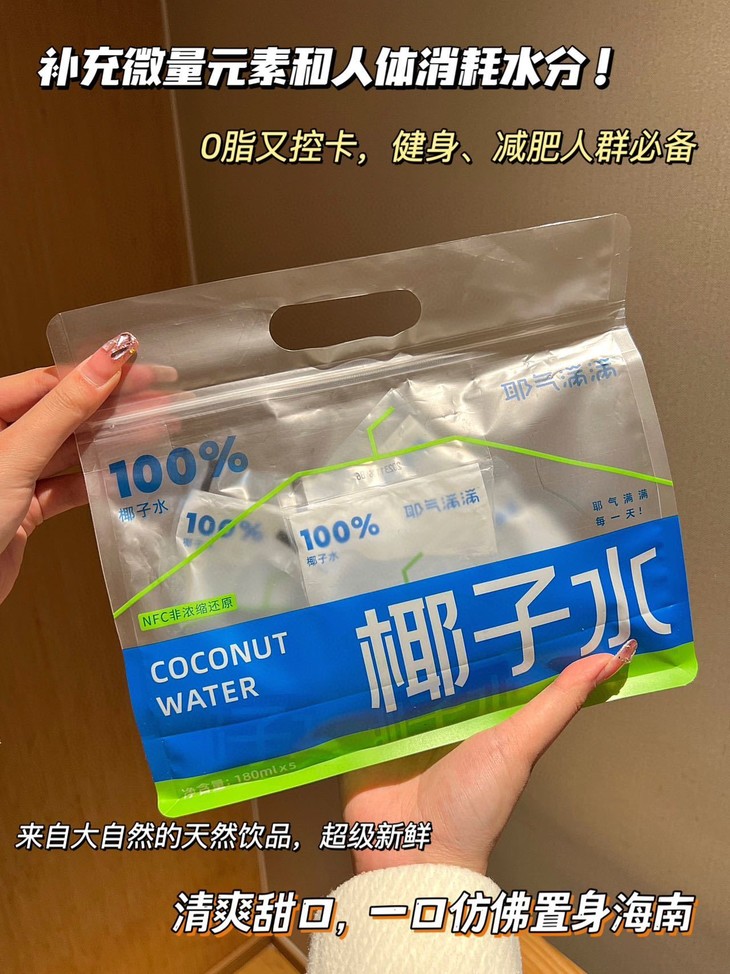 补充微量元素和人体消耗水分！
0脂又控卡，健身、减肥人群必备
耶气满满
100%
椰子水
100%
100%
椰子水
耶气满满
耶气满满
每一天！
NFC非浓缩还原
COCONUT
WATER
椰子水
净含量：180mlx5
来自大自然的天然饮品，超级新鲜
清爽甜口，一口仿佛置身海南